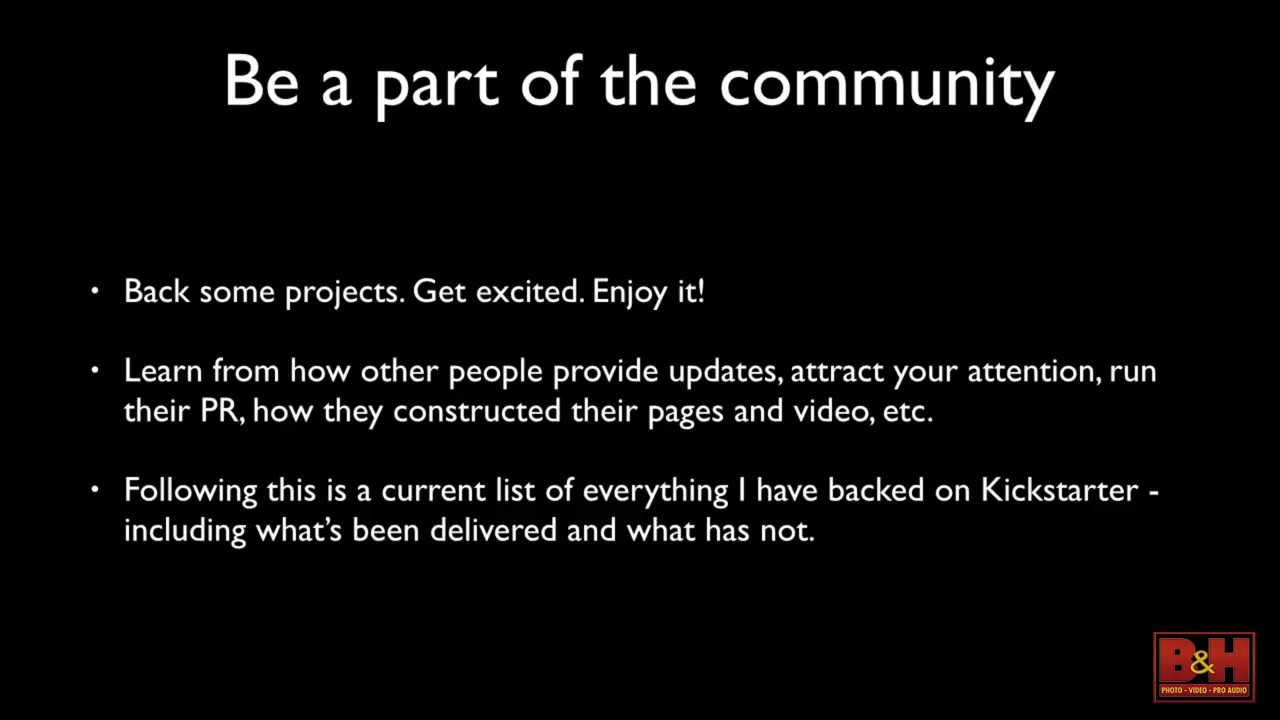 Be a part of the community
• Back some projects. Get excited. Enjoy it!
• Learn from how other people provide updates, attract your attention, run
their PR, how they constructed their pages and video, etc.
• Following this is a current list of everything I have backed on Kickstarter -
including what’s been delivered and what has not.
B&H
PHOTO - VIDEO - PRO AUDIO